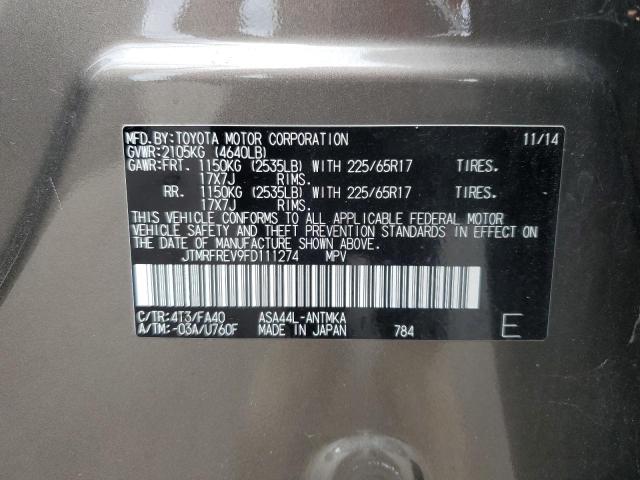 MFD.BY:TOYOTA MOTOR CORPORATION 11/14
GVWR:2105KG (4640LB)
GAWR:FRT. 1150KG (2535LB) WITH 225/65R17 TIRES.
17X7J RIMS.
RR. 1150KG (2535LB) WITH 225/65R17 TIRES.
17X7J RIMS.
THIS VEHICLE CONFORMS TO ALL APPLICABLE FEDERAL MOTOR
VEHICLE SAFETY AND THEFT PREVENTION STANDARDS IN EFFECT ON
THE DATE OF MANUFACTURE SHOWN ABOVE.
JTMRFREV9FD111274 MPV
C/TR:4T3/FA40 ASA44L-ANTMKA
A/TM:-03A/U760F MADE IN JAPAN 784 E